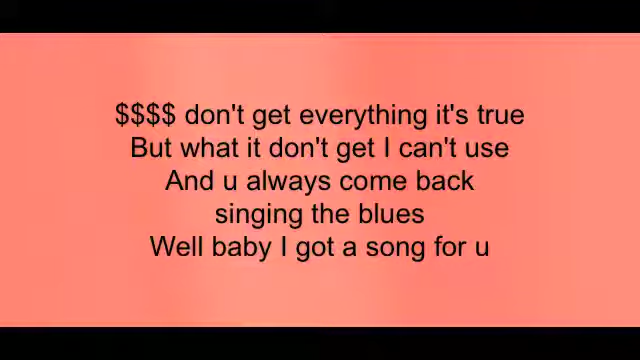 $$$$ don't get everything it's true
But what it don't get I can't use
And u always come back
singing the blues
Well baby I got a song for u